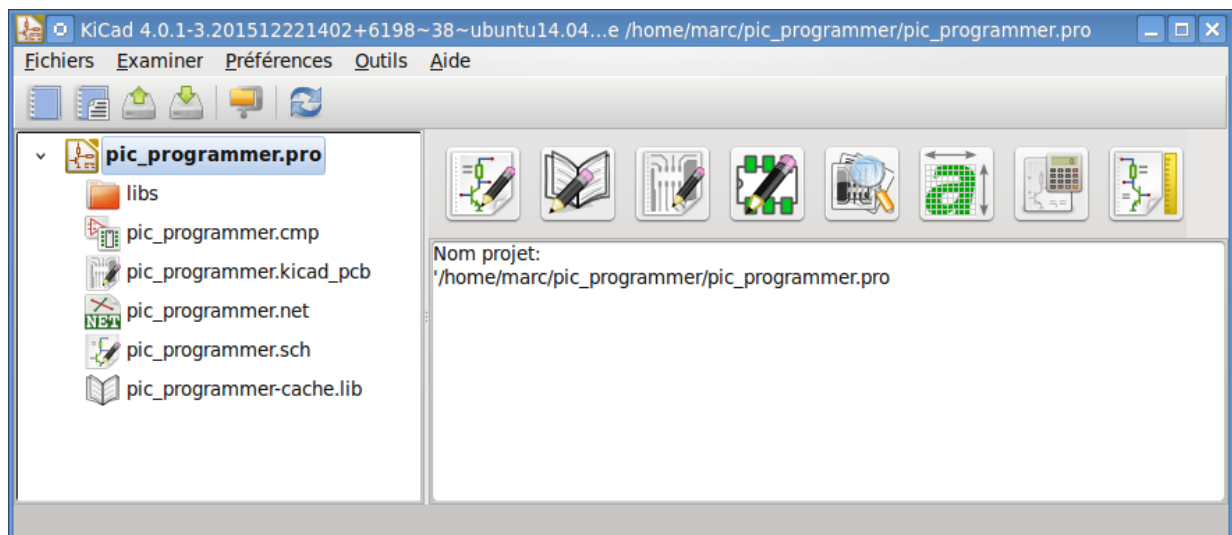 KiCad 4.0.1-3.201512221402+6198~38~ubuntu14.04...e /home/marc/pic_programmer/pic_programmer.pro
Fichiers Examiner Préférences Outils Aide
pic_programmer.pro
libs
pic_programmer.cmp
pic_programmer.kicad_pcb
NET pic_programmer.net
pic_programmer.sch
pic_programmer-cache.lib
a
Nom projet:
'/home/marc/pic_programmer/pic_programmer.pro